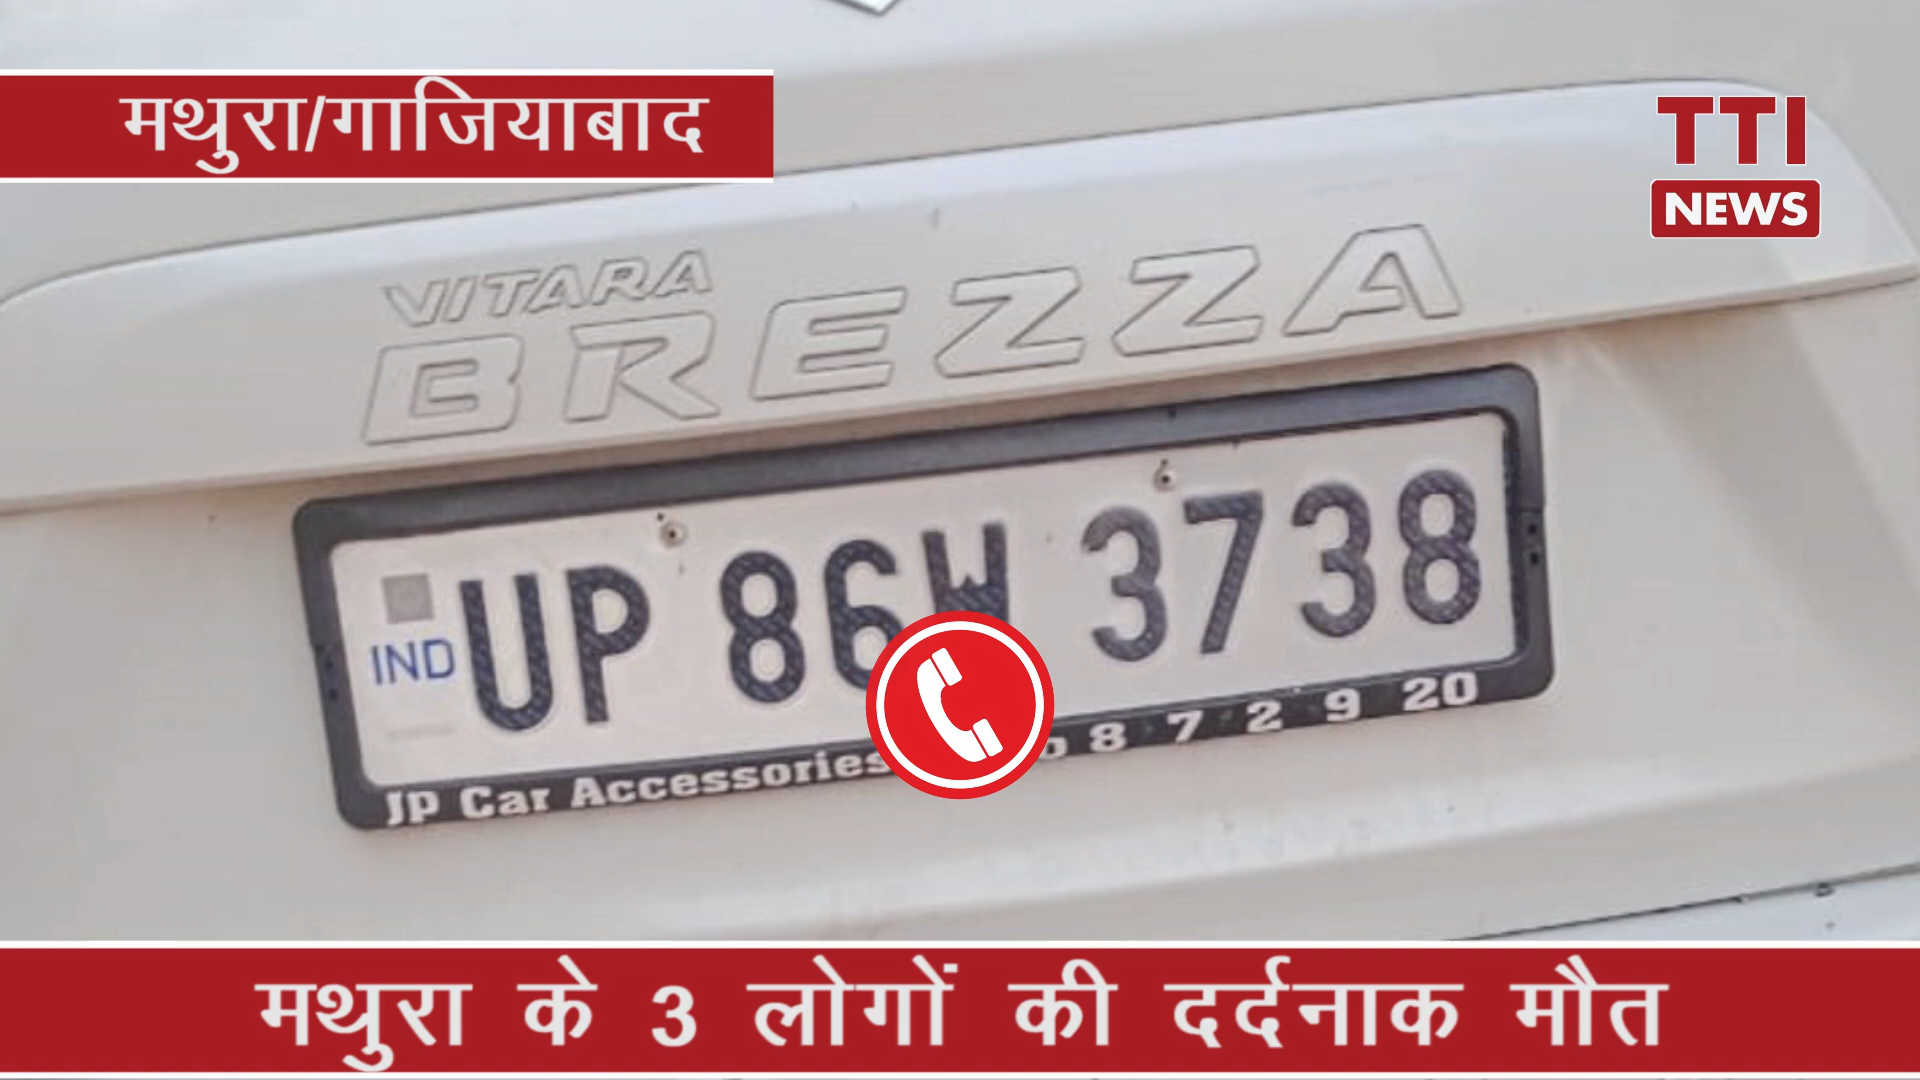 मथुरा/गाजियाबाद
TTI
NEWS
VITARA
BREZZA
IND
UP 86W 3738
Jp Car Accessories
8 7 2 9 20
मथुरा के 3 लोगों की दर्दनाक मौत